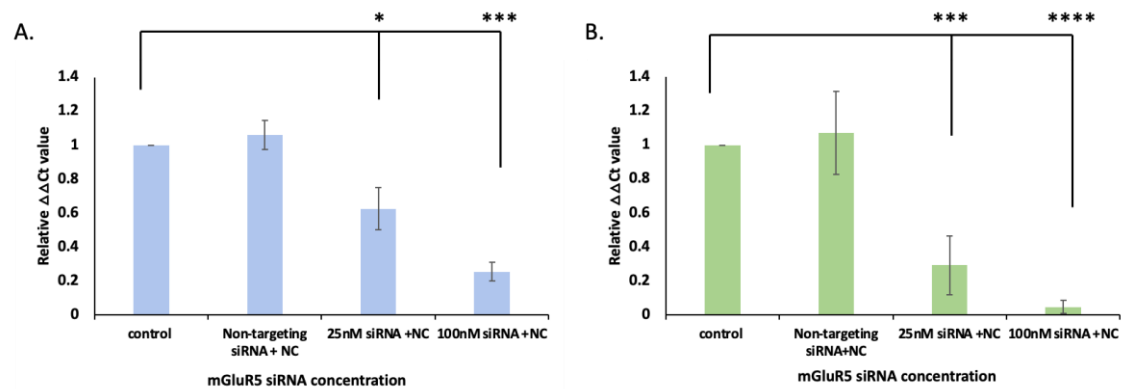 A.
* ***
Relative ΔΔCt value
1.4
1.2
1
0.8
0.6
0.4
0.2
0
control
Non-targeting
siRNA + NC
25nM siRNA +NC
100nM siRNA +NC
mGluR5 siRNA concentration
B.
*** ****
Relative ΔΔCt value
1.4
1.2
1
0.8
0.6
0.4
0.2
0
control
Non-targeting
siRNA+NC
25nM siRNA +NC
100nM siRNA +NC
mGluR5 siRNA concentration